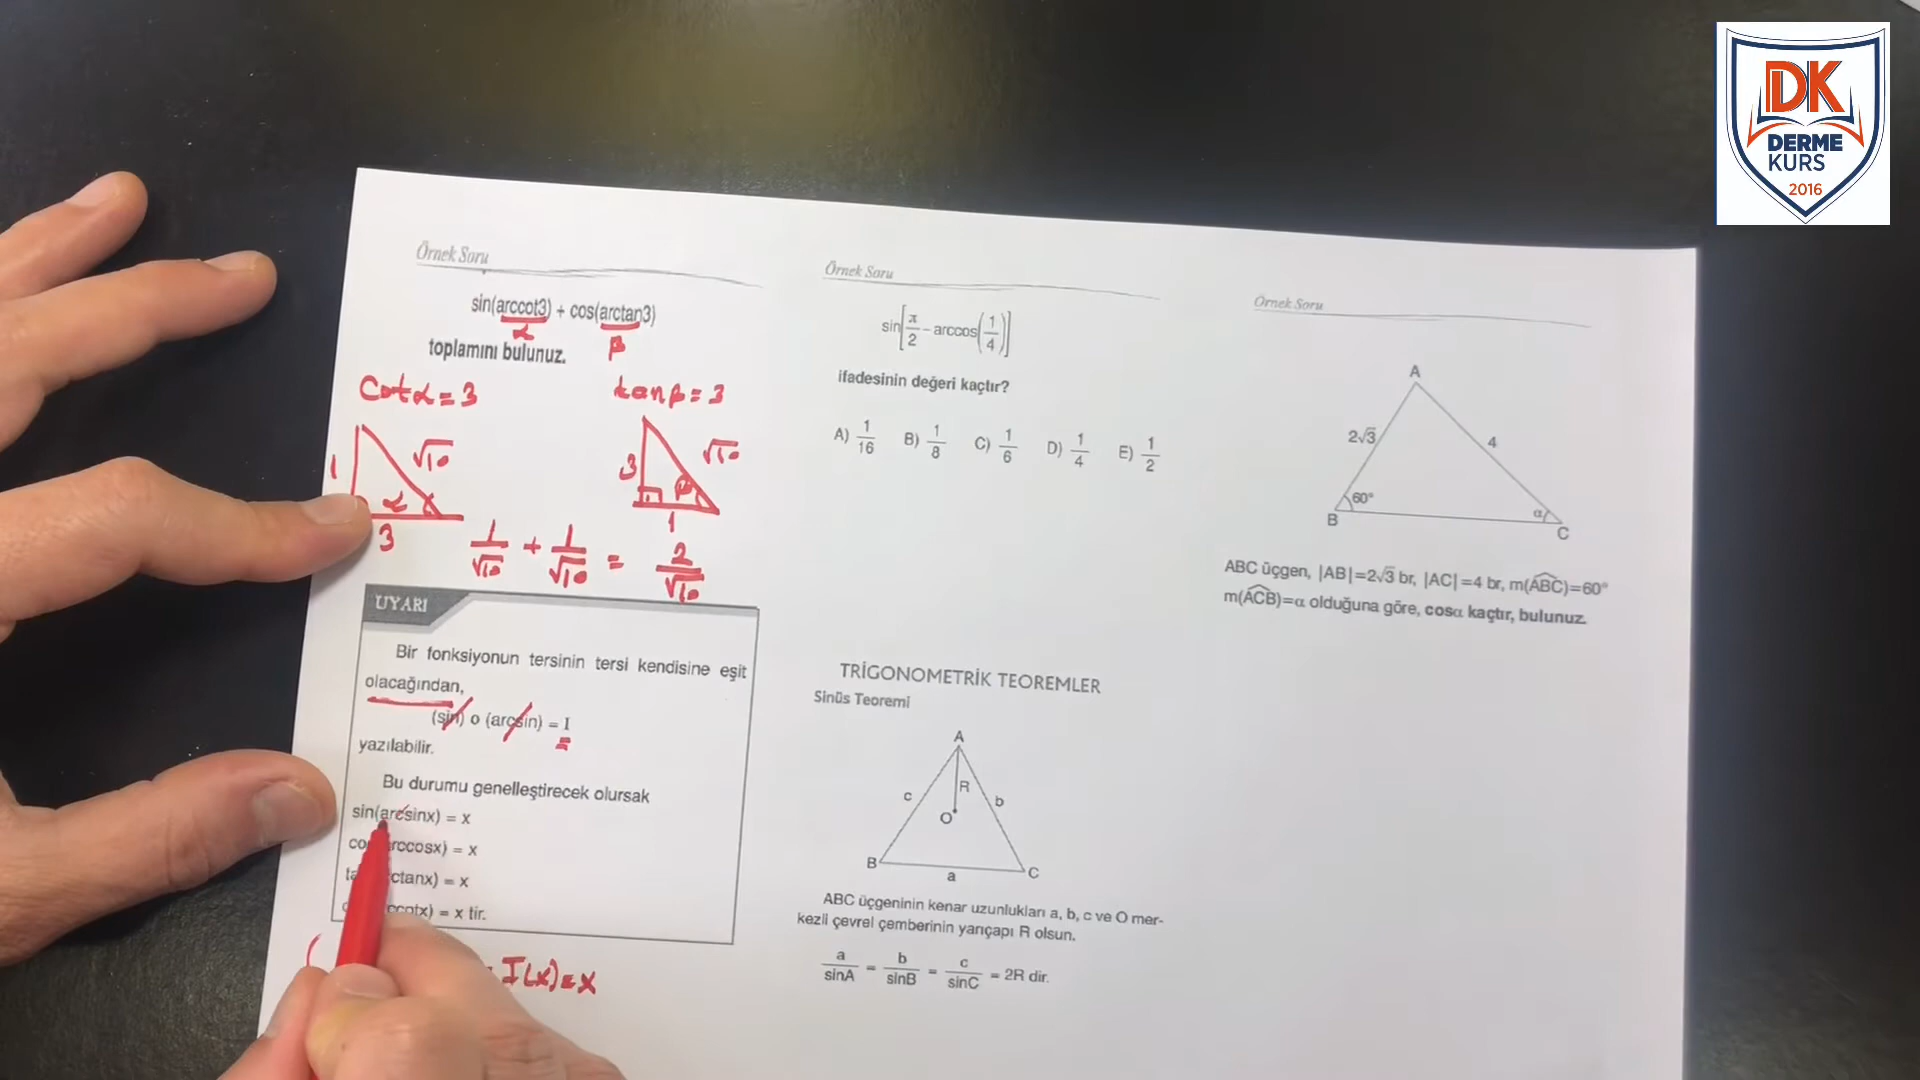 DK
DERME
KURS
2016
Örnek Soru
sin(arccot3) + cos(arctan3)
α β
toplamını bulunuz.
cotα = 3 tanβ = 3
1 √10 α 3
3 √10 β 1
1/√10 + 1/√10 = 2/√10
UYARI
Bir fonksiyonun tersinin tersi kendisine eşit
olacağından,
(sin) o (arcsin) = I
yazılabilir.
Bu durumu genelleştirecek olursak
sin(arcsinx) = x
rccosx) = x
ctanx) = x
x) = x tir.
I(x) = x
Örnek Soru
sin[π/2 - arccos(1/4)]
ifadesinin değeri kaçtır?
A) 1/16 B) 1/8 C) 1/6 D) 1/4 E) 1/2
TRİGONOMETRİK TEOREMLER
Sinüs Teoremi
A
R
c b
O
B C
a
ABC üçgeninin kenar uzunlukları a, b, c ve O mer-
kezil çevrel çemberinin yarıçapı R olsun.
a/sinA = b/sinB = c/sinC = 2R dir.
Örnek Soru
A
2√3 4
60° α
B C
ABC üçgen, |AB|=2√3 br, |AC|=4 br, m(ABC)=60°
m(ACB)=α olduğuna göre, cosα kaçtır, bulunuz.